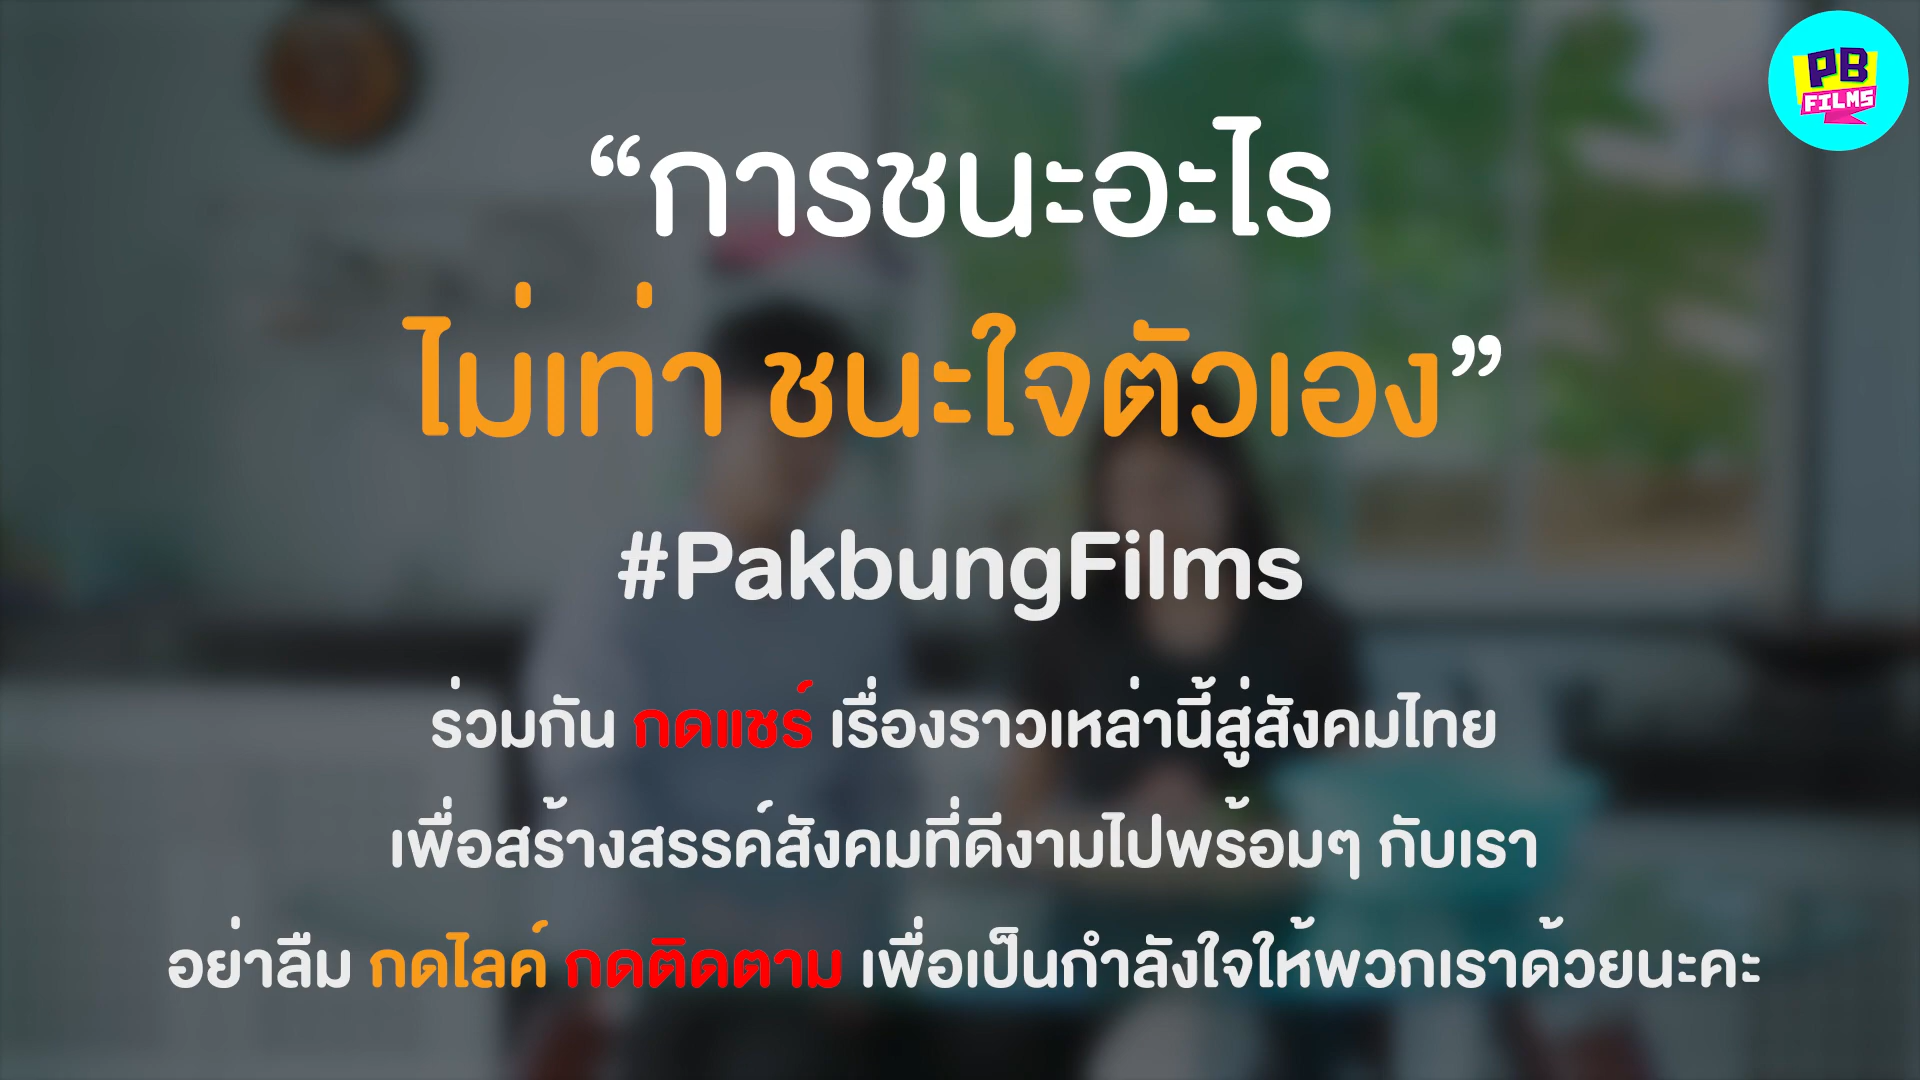 PB
FILMS
“การชนะอะไร
ไม่เท่า ชนะใจตัวเอง”
#PakbungFilms
ร่วมกัน กดแชร์ เรื่องราวเหล่านี้สู่สังคมไทย
เพื่อสร้างสรรค์สังคมที่ดีงามไปพร้อมๆ กับเรา
อย่าลืม กดไลค์ กดติดตาม เพื่อเป็นกำลังใจให้พวกเราด้วยนะคะ